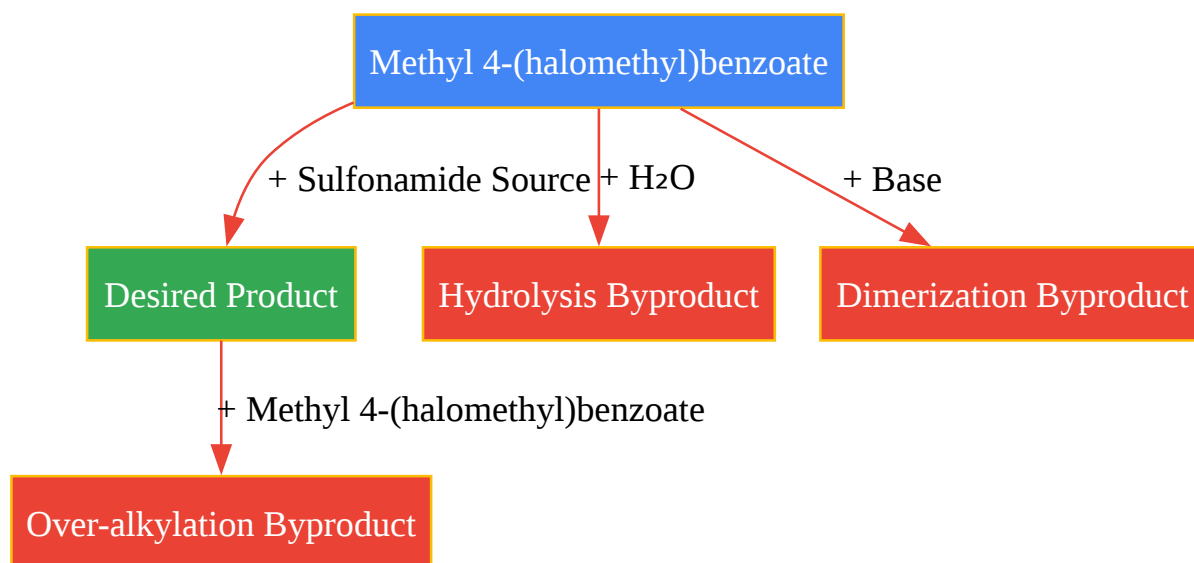 Methyl 4-(halomethyl)benzoate
+ Sulfonamide Source
+ H₂O
+ Base
Desired Product
Hydrolysis Byproduct
Dimerization Byproduct
+ Methyl 4-(halomethyl)benzoate
Over-alkylation Byproduct